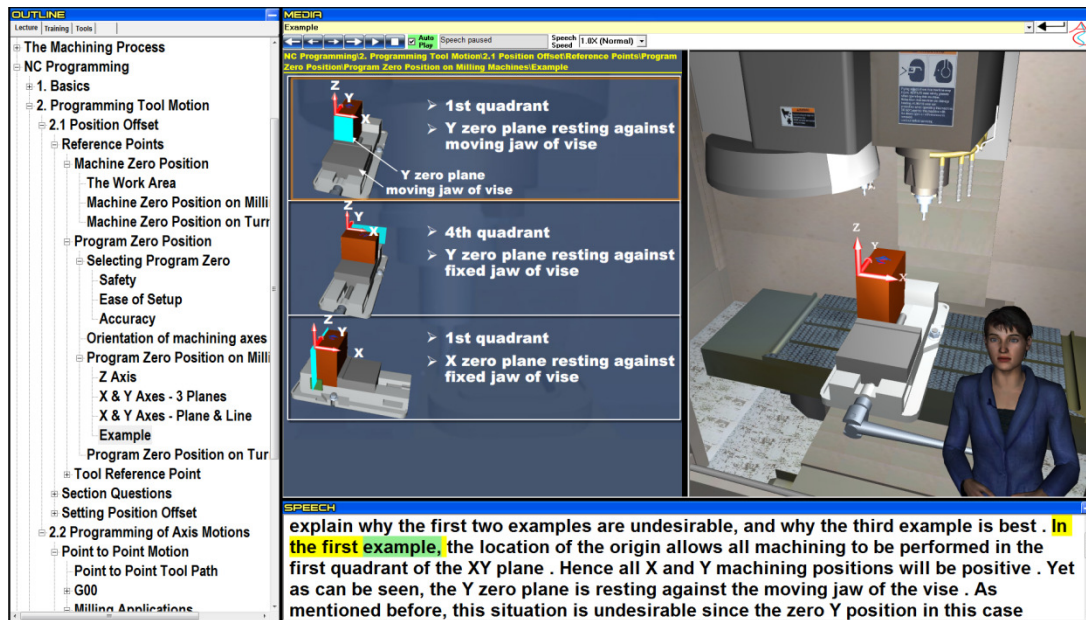 OUTLINE
Lecture Training Tools
The Machining Process
NC Programming
1. Basics
2. Programming Tool Motion
2.1 Position Offset
Reference Points
Machine Zero Position
The Work Area
Machine Zero Position on Milli
Machine Zero Position on Turr
Program Zero Position
Selecting Program Zero
Safety
Ease of Setup
Accuracy
Orientation of machining axes
Program Zero Position on Milli
Z Axis
X & Y Axes - 3 Planes
X & Y Axes - Plane & Line
Example
Program Zero Position on Tur
Tool Reference Point
Section Questions
Setting Position Offset
2.2 Programming of Axis Motions
Point to Point Motion
Point to Point Tool Path
G00
Milling Applications
MEDIA
Example
Auto Play
Speech paused
Speech Speed
1.0X (Normal)
NC Programming\2. Programming Tool Motion\2.1 Position Offset\Reference Points\Program
Zero Position\Program Zero Position on Milling Machines\Example
Z
Y
X
1st quadrant
Y zero plane resting against
moving jaw of vise
Y zero plane
moving jaw of vise
Z
Y
X
4th quadrant
Y zero plane resting against
fixed jaw of vise
Z
Y
X
1st quadrant
X zero plane resting against
fixed jaw of vise
Z
Y
X
SPEECH
explain why the first two examples are undesirable, and why the third example is best . In
the first example, the location of the origin allows all machining to be performed in the
first quadrant of the XY plane . Hence all X and Y machining positions will be positive . Yet
as can be seen, the Y zero plane is resting against the moving jaw of the vise . As
mentioned before, this situation is undesirable since the zero Y position in this case